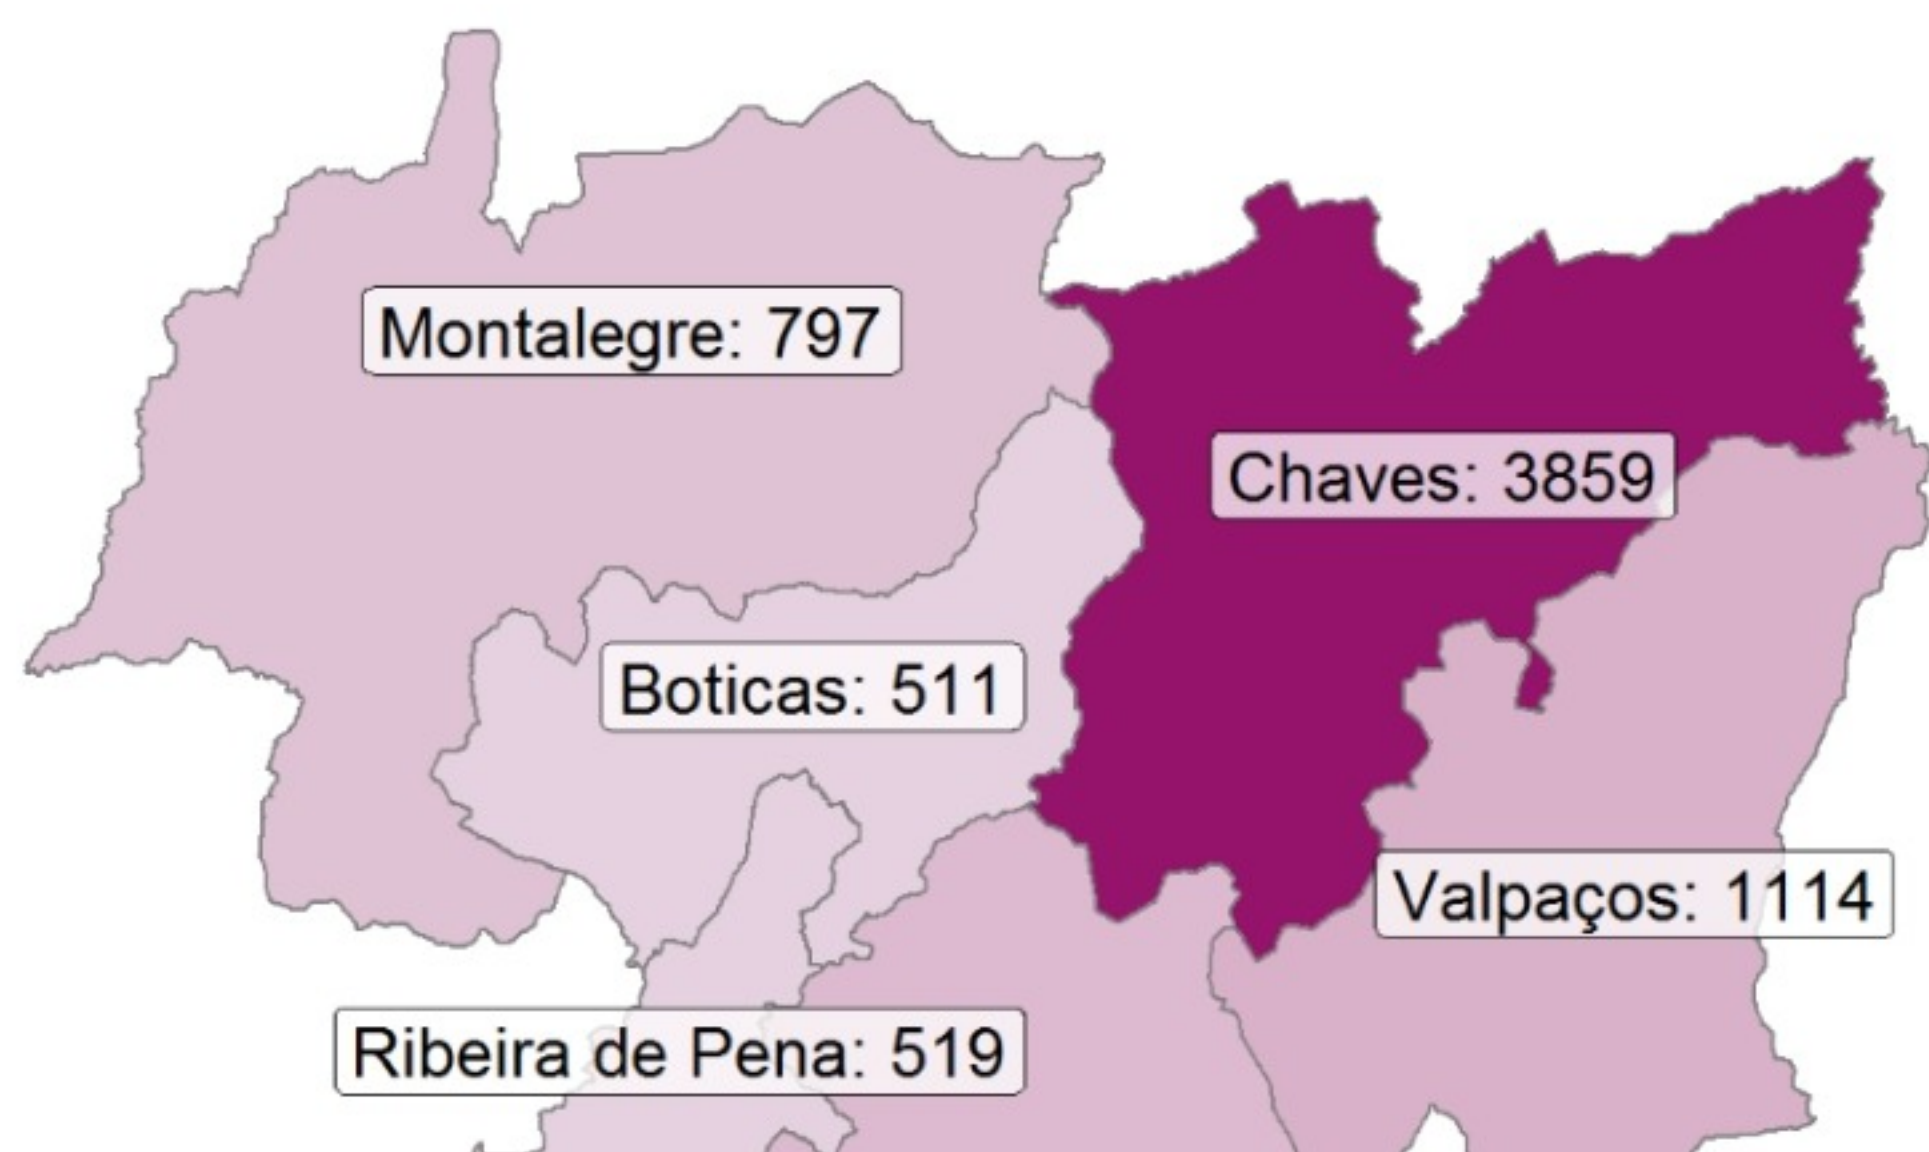 Montalegre: 797
Chaves: 3859
Boticas: 511
Valpaços: 1114
Ribeira de Pena: 519